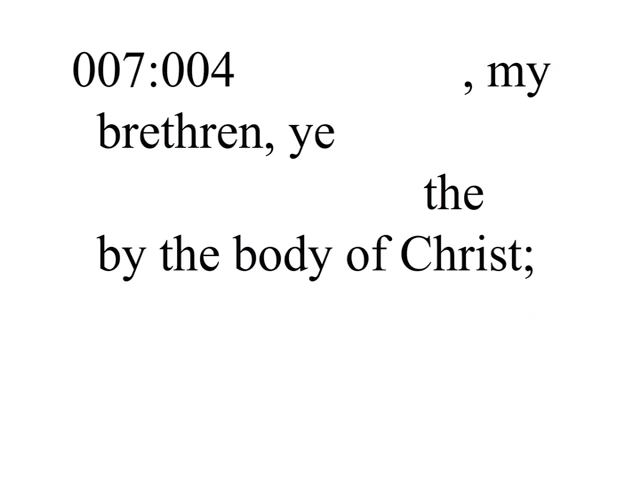 007:004 , my
brethren, ye
the
by the body of Christ;